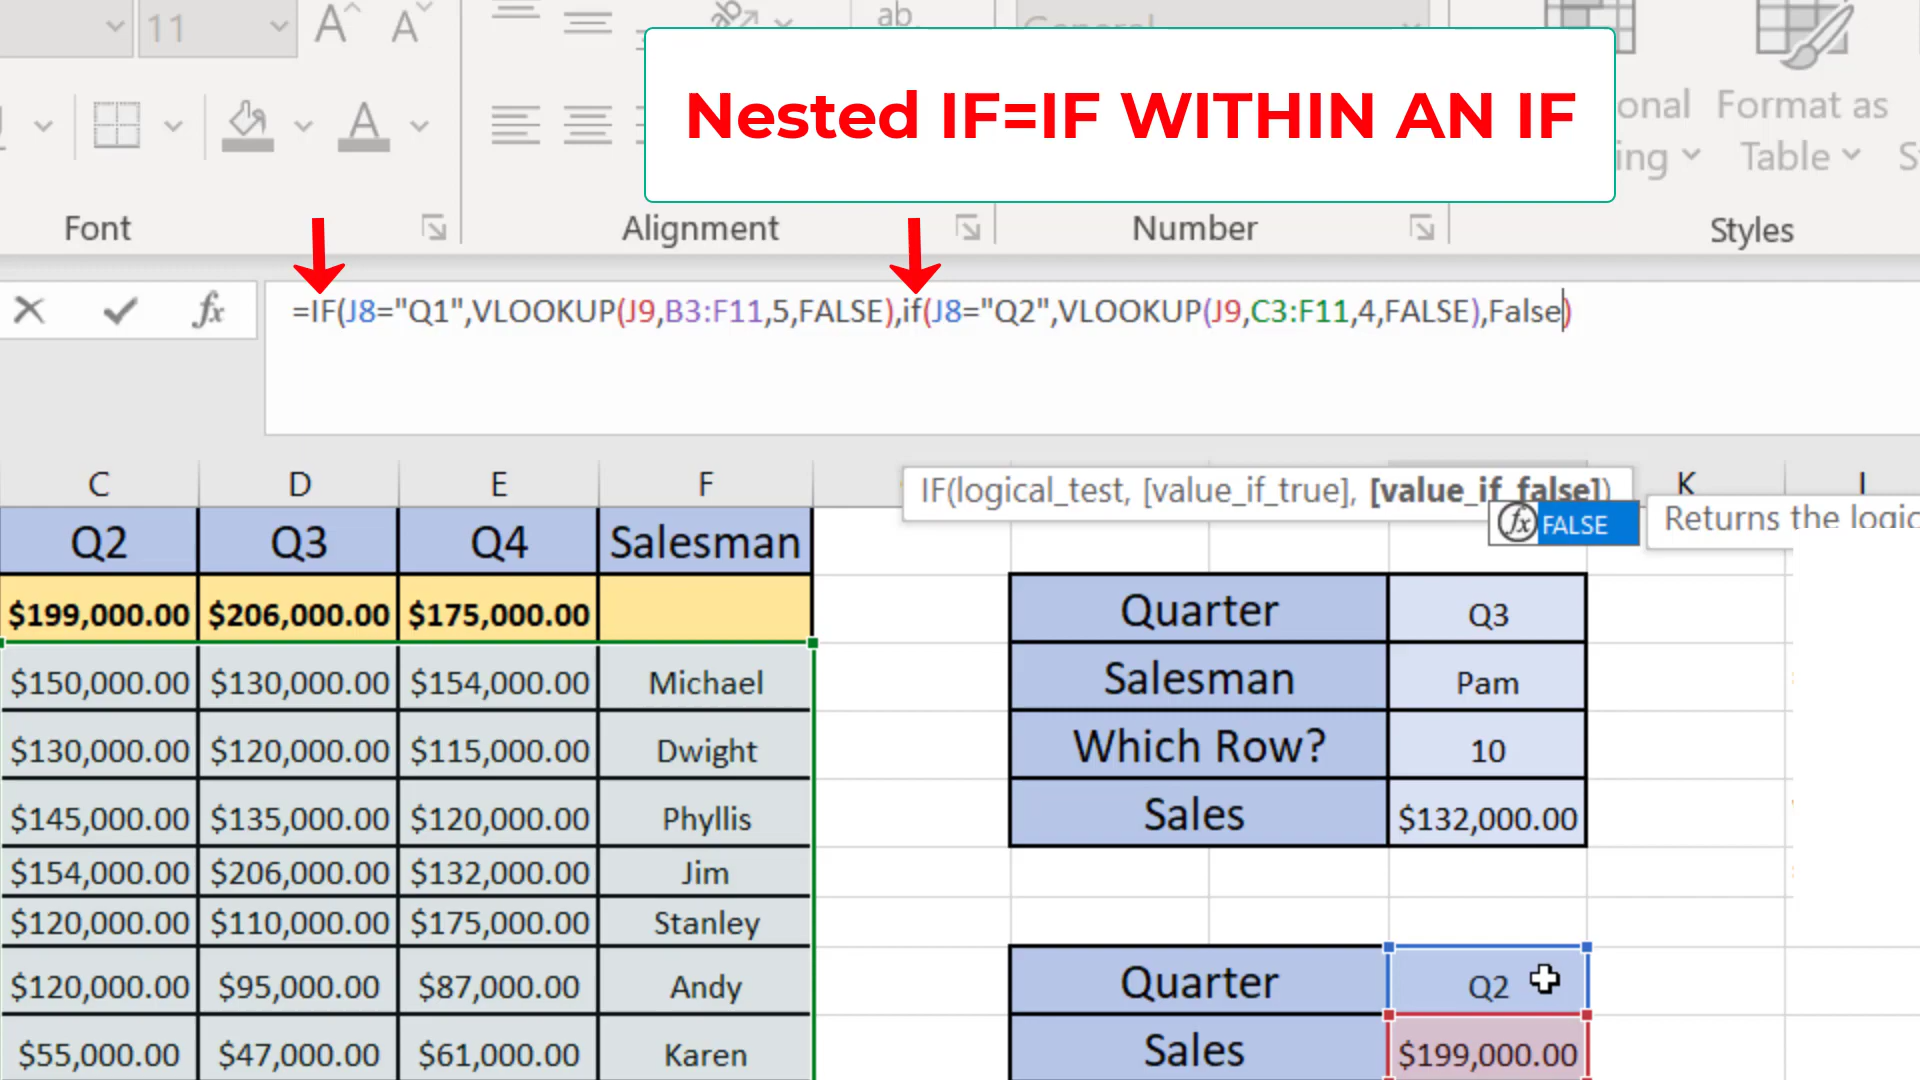 11
A A
ab
ab
General
Nested IF=IF WITHIN AN IF
onal
Format as
ing
Table
A
Font
Alignment
Number
Styles
fx
=IF(J8="Q1",VLOOKUP(J9,B3:F11,5,FALSE),if(J8="Q2",VLOOKUP(J9,C3:F11,4,FALSE),False)
C D E F K
IF(logical_test, [value_if_true], [value_if_false])
fx FALSE
Returns the logic
Q2 Q3 Q4 Salesman
$199,000.00 $206,000.00 $175,000.00
Quarter Q3
$150,000.00 $130,000.00 $154,000.00 Michael
Salesman Pam
$130,000.00 $120,000.00 $115,000.00 Dwight
Which Row? 10
$145,000.00 $135,000.00 $120,000.00 Phyllis
Sales $132,000.00
$154,000.00 $206,000.00 $132,000.00 Jim
$120,000.00 $110,000.00 $175,000.00 Stanley
$120,000.00 $95,000.00 $87,000.00 Andy
Quarter Q2
$55,000.00 $47,000.00 $61,000.00 Karen
Sales $199,000.00